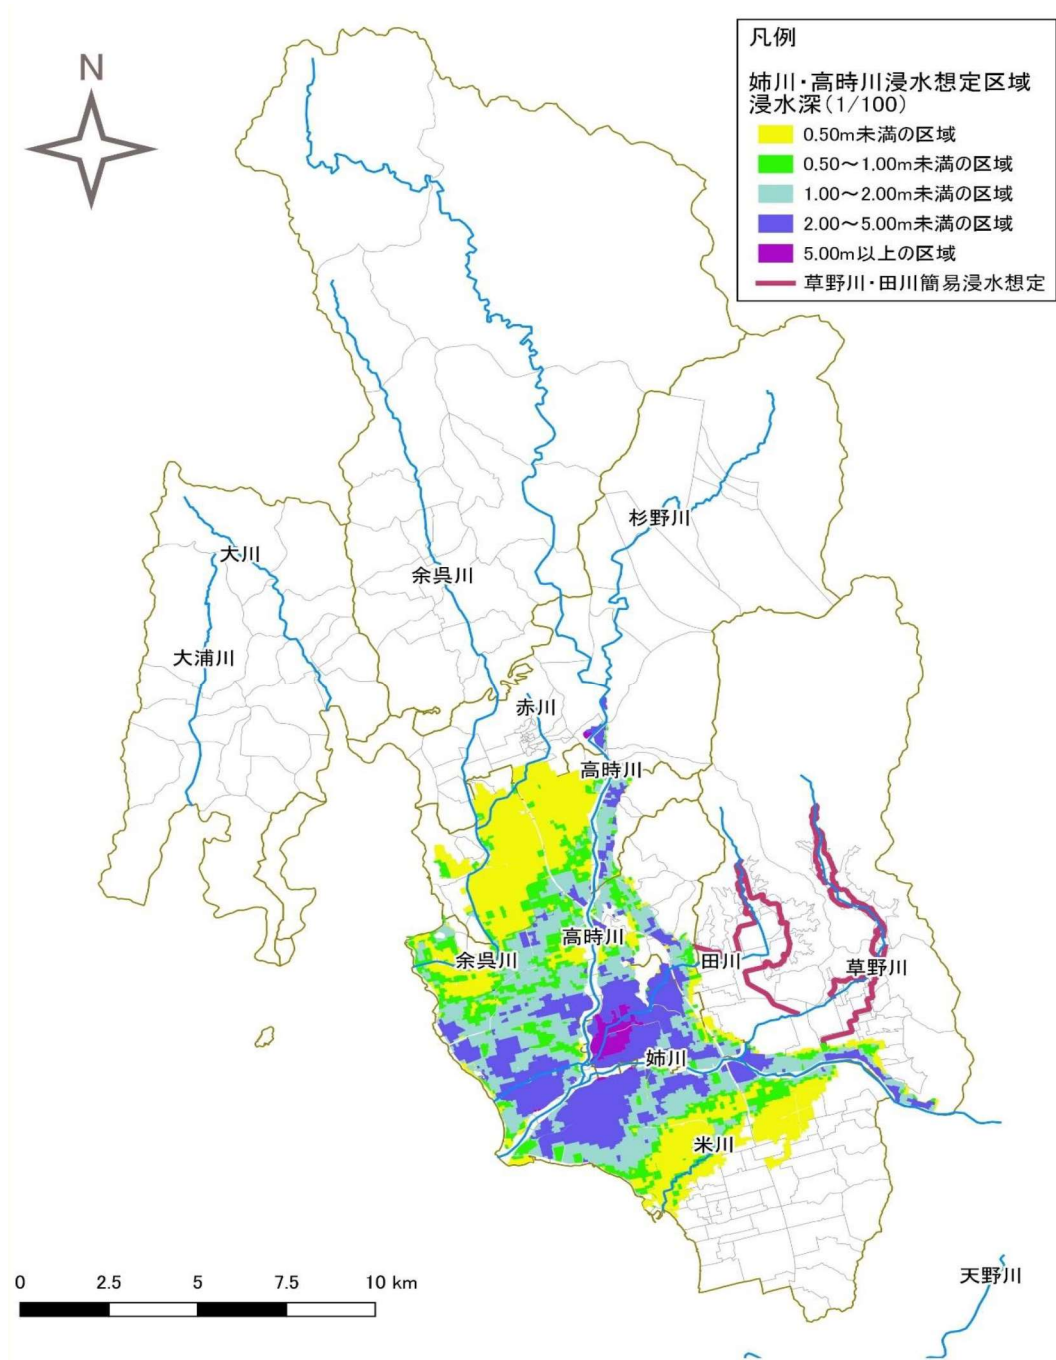 N
凡例
姉川・高時川浸水想定区域
浸水深(1/100)
0.50m未満の区域
0.50～1.00m未満の区域
1.00～2.00m未満の区域
2.00～5.00m未満の区域
5.00m以上の区域
草野川・田川簡易浸水想定
杉野川
大川
余呉川
大浦川
赤川
高時川
高時川
余呉川
田川
草野川
姉川
米川
天野川
0 2.5 5 7.5 10 km